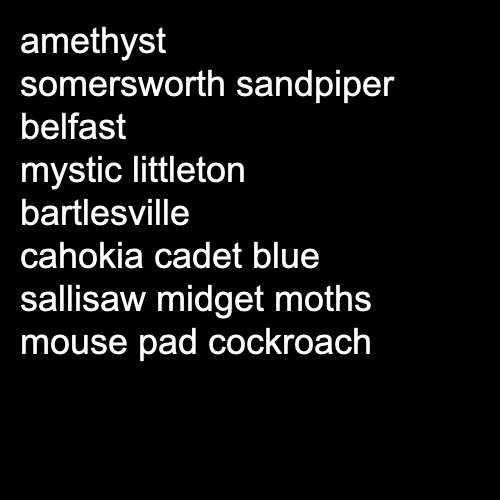 amethyst
somersworth sandpiper
belfast
mystic littleton
bartlesville
cahokia cadet blue
sallisaw midget moths
mouse pad cockroach